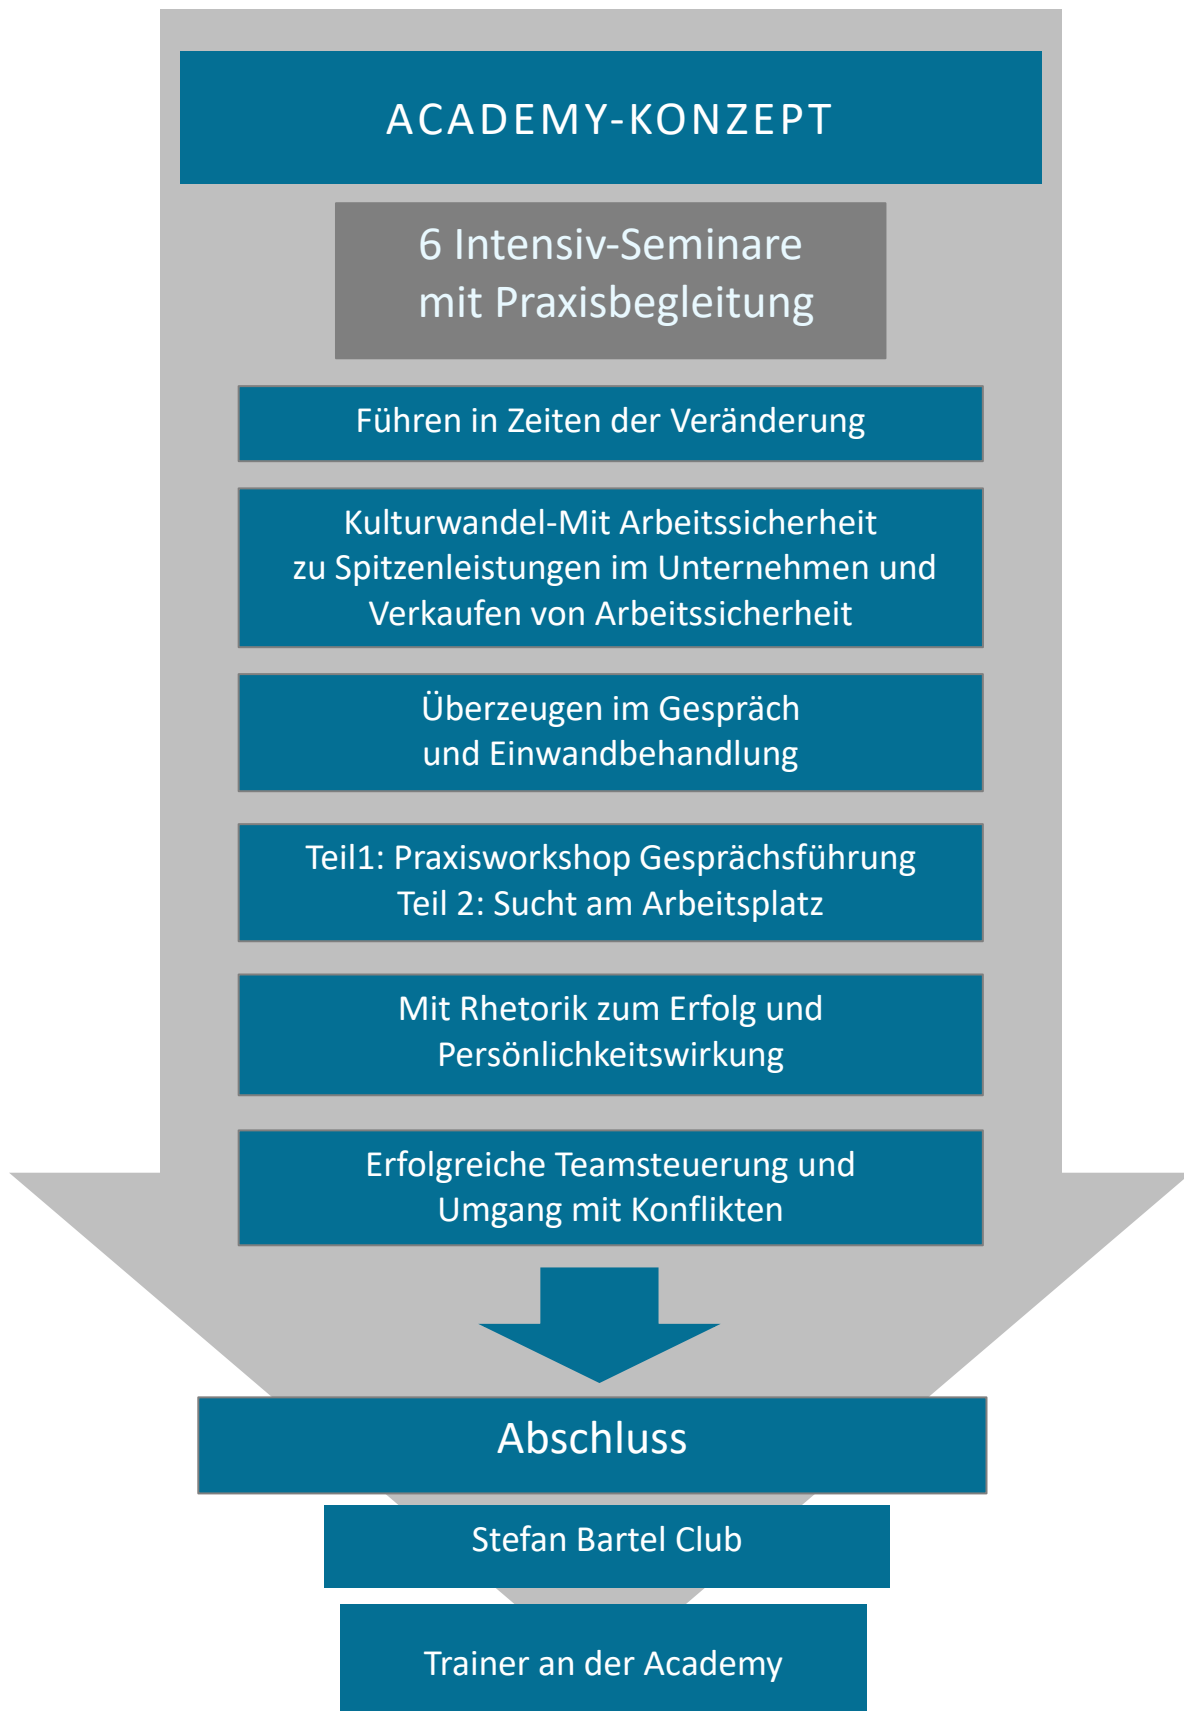 ACADEMY-KONZEPT
6 Intensiv-Seminare
mit Praxisbegleitung
Führen in Zeiten der Veränderung
Kulturwandel-Mit Arbeitssicherheit
zu Spitzenleistungen im Unternehmen und
Verkaufen von Arbeitssicherheit
Überzeugen im Gespräch
und Einwandbehandlung
Teil1: Praxisworkshop Gesprächsführung
Teil 2: Sucht am Arbeitsplatz
Mit Rhetorik zum Erfolg und
Persönlichkeitswirkung
Erfolgreiche Teamsteuerung und
Umgang mit Konflikten
Abschluss
Stefan Bartel Club
Trainer an der Academy